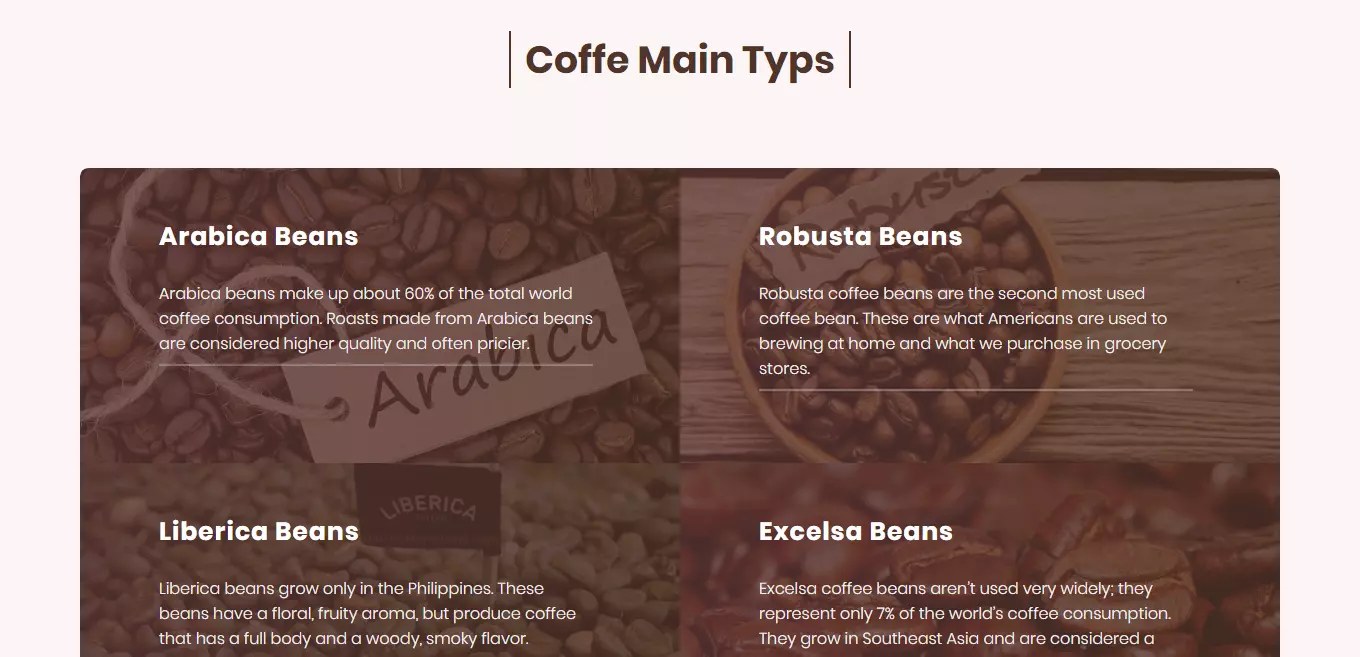 Coffe Main Typs
Arabica Beans
Arabica beans make up about 60% of the total world
coffee consumption. Roasts made from Arabica beans
are considered higher quality and often pricier.
Arabica
Robusta
Robusta Beans
Robusta coffee beans are the second most used
coffee bean. These are what Americans are used to
brewing at home and what we purchase in grocery
stores.
LIBERICA
Liberica Beans
Liberica beans grow only in the Philippines. These
beans have a floral, fruity aroma, but produce coffee
that has a full body and a woody, smoky flavor.
Excelsa Beans
Excelsa coffee beans aren't used very widely; they
represent only 7% of the world's coffee consumption.
They grow in Southeast Asia and are considered a